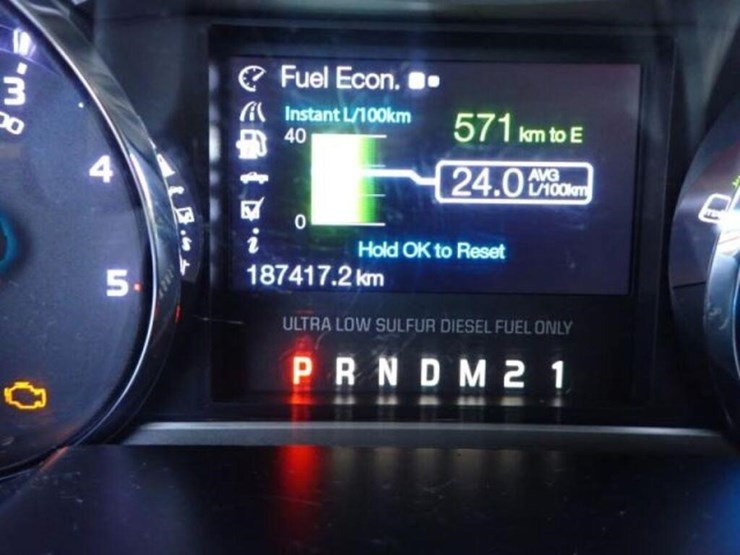 3
4
5
Fuel Econ.
Instant L/100km
40
571 km to E
24.0 AVG L/100km
0
Hold OK to Reset
i
187417.2 km
ULTRA LOW SULFUR DIESEL FUEL ONLY
P R N D M 2 1